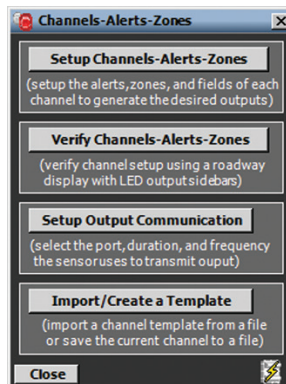 Channels-Alerts-Zones
Setup Channels-Alerts-Zones
(setup the alerts,zones, and fields of each
channel to generate the desired outputs)
Verify Channels-Alerts-Zones
(verify channel setup using a roadway
display with LED output sidebars)
Setup Output Communication
(select the port, duration, and frequency
the sensor uses to transmit ouput)
Import/Create a Template
(import a channel template from a file
or save the current channel to a file)
Close